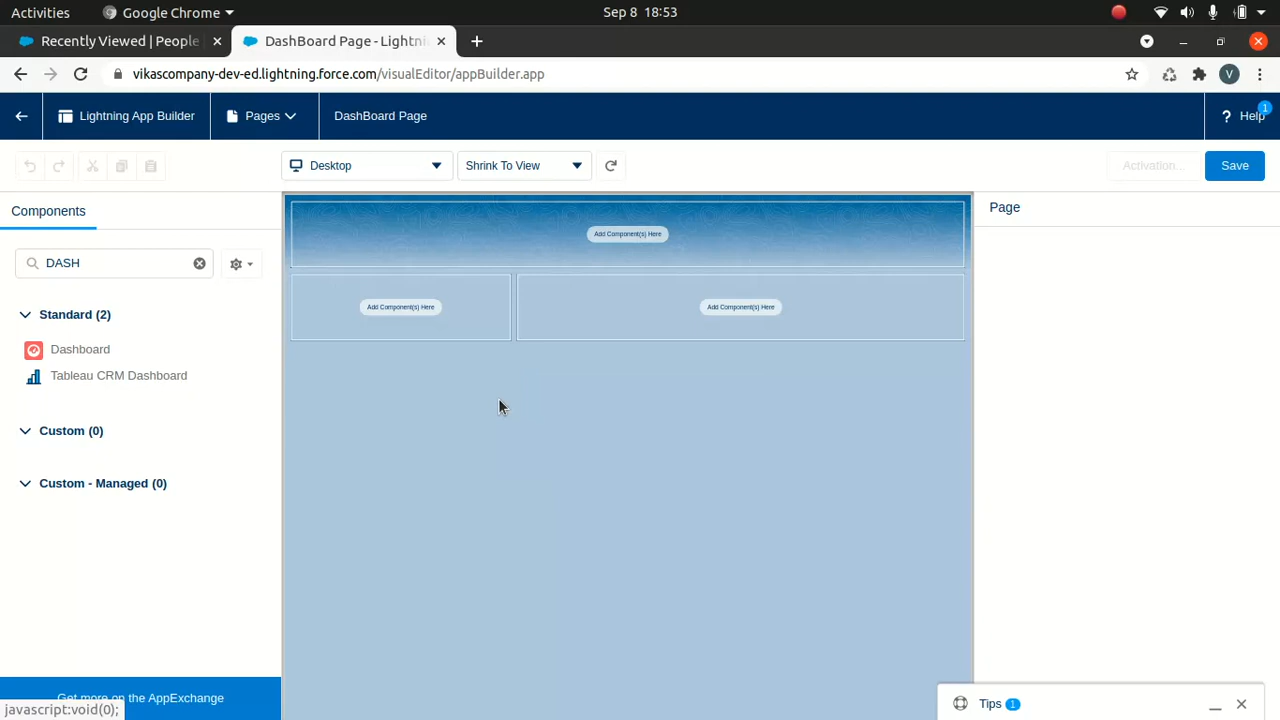 Activities
Google Chrome
Sep 8 18:53
Recently Viewed | People
DashBoard Page - Lightni
vikascompany-dev-ed.lightning.force.com/visualEditor/appBuilder.app
V
Lightning App Builder
Pages
DashBoard Page
? Help
1
Desktop
Shrink To View
Activation...
Save
Components
Page
DASH
Add Component(s) Here
Add Component(s) Here
Add Component(s) Here
Standard (2)
Dashboard
Tableau CRM Dashboard
Custom (0)
Custom - Managed (0)
Get more on the AppExchange
javascript:void(0);
Tips 1